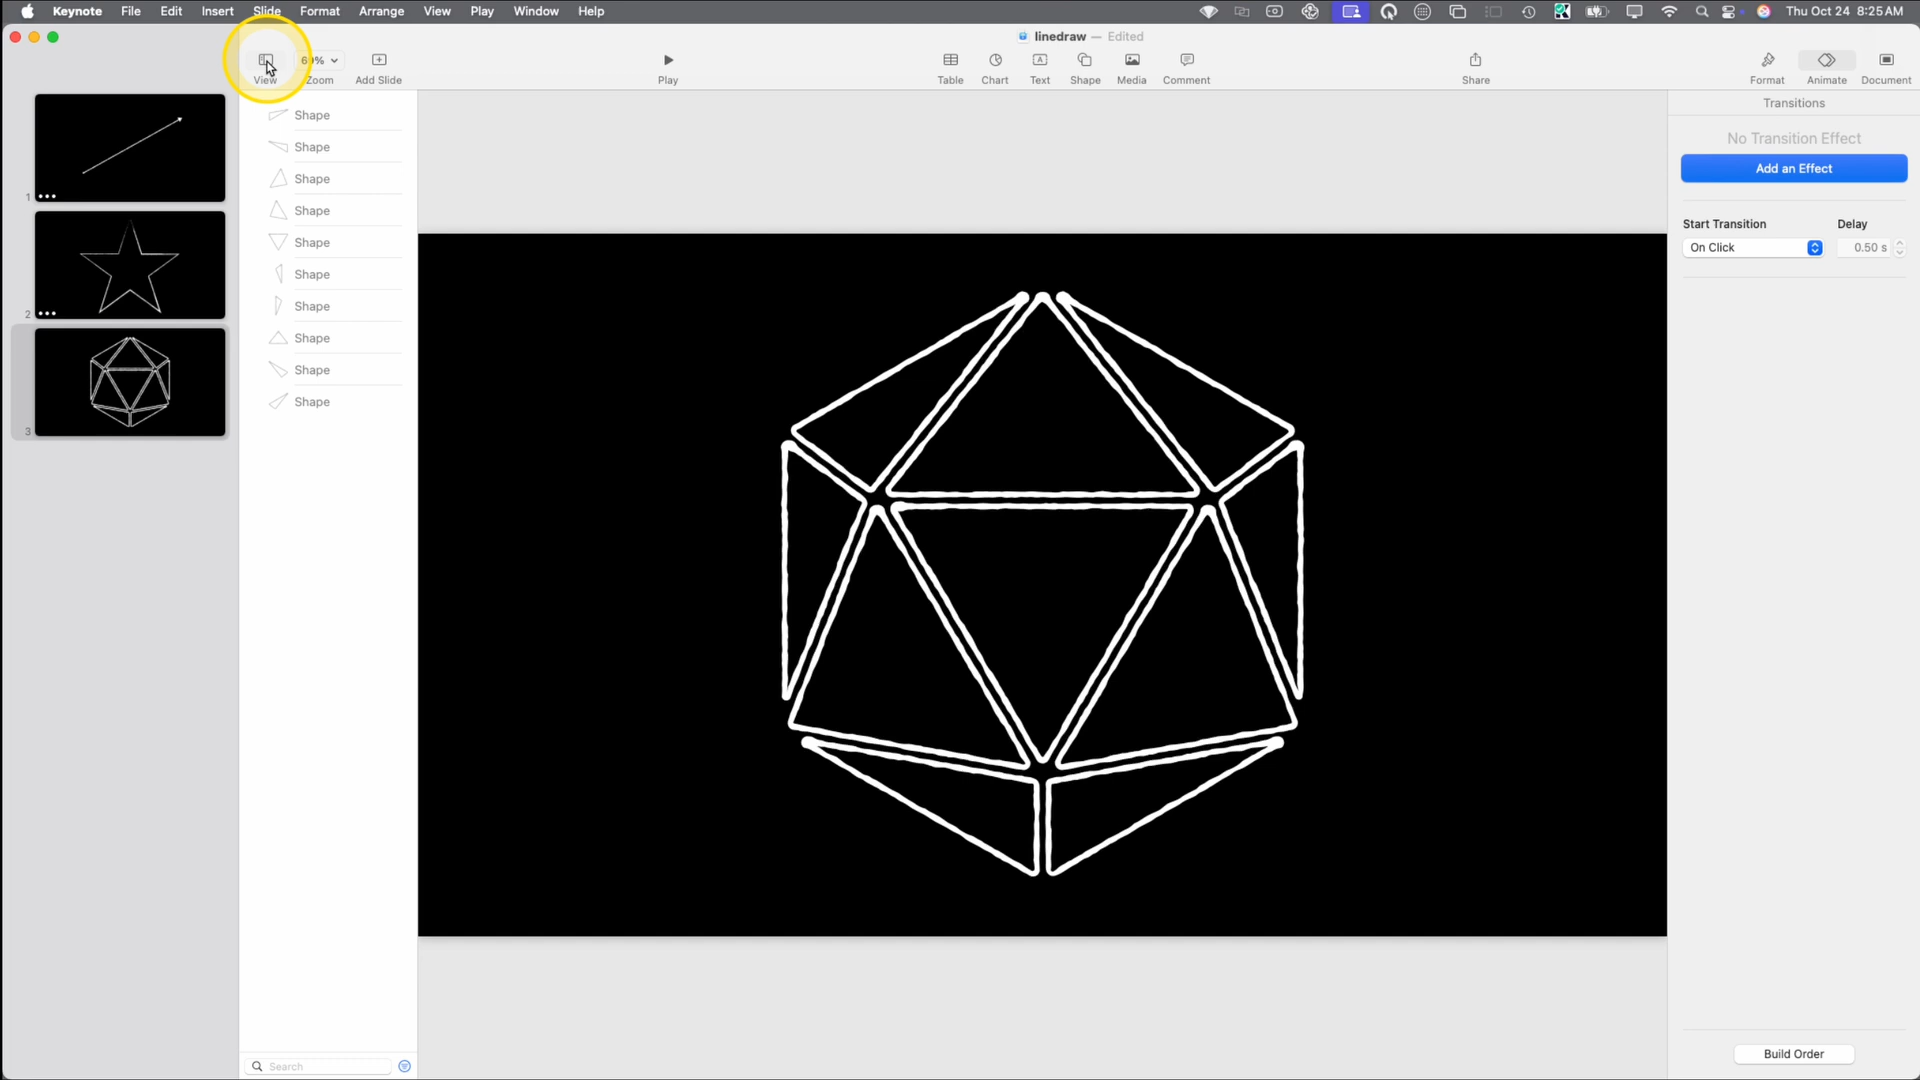 Keynote File Edit Insert Slide Format Arrange View Play Window Help Thu Oct 24 8:25 AM
linedraw — Edited
View
Zoom
Add Slide
Play
Table
Chart
Text
Shape
Media
Comment
Share
Format
Animate
Document
1
2
3
Shape
Shape
Shape
Shape
Shape
Shape
Shape
Shape
Shape
Shape
Search
Transitions
No Transition Effect
Add an Effect
Start Transition
Delay
On Click
0.50 s
Build Order